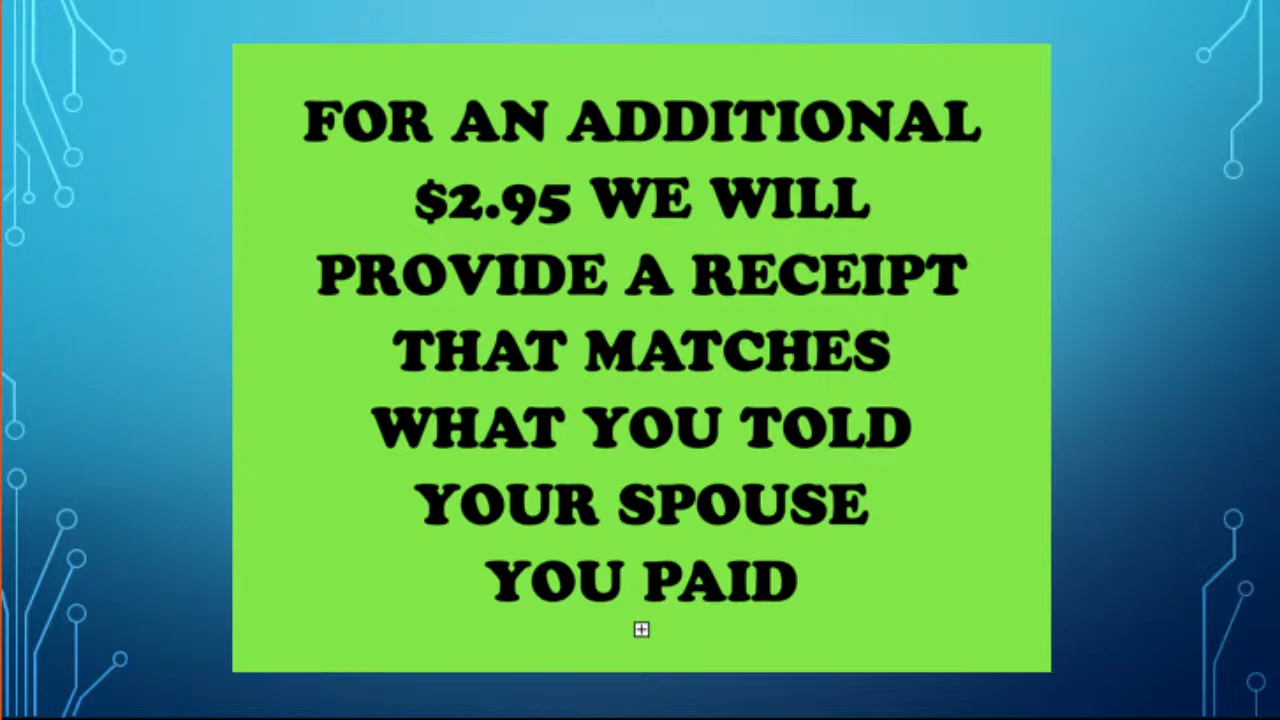 FOR AN ADDITIONAL
$2.95 WE WILL
PROVIDE A RECEIPT
THAT MATCHES
WHAT YOU TOLD
YOUR SPOUSE
YOU PAID